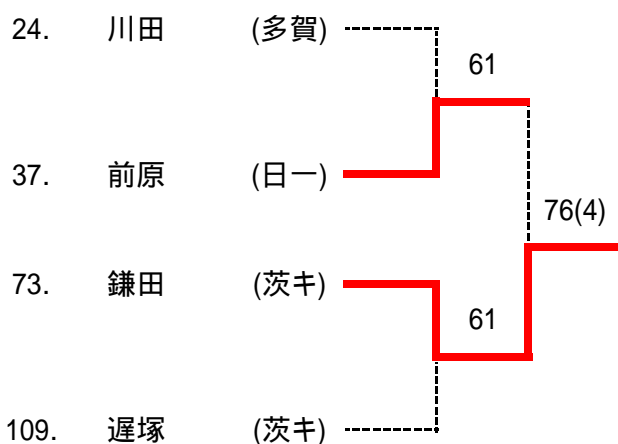 24. 川田 (多賀)
61
37. 前原 (日一)
76(4)
73. 鎌田 (茨キ)
61
109. 遅塚 (茨キ)